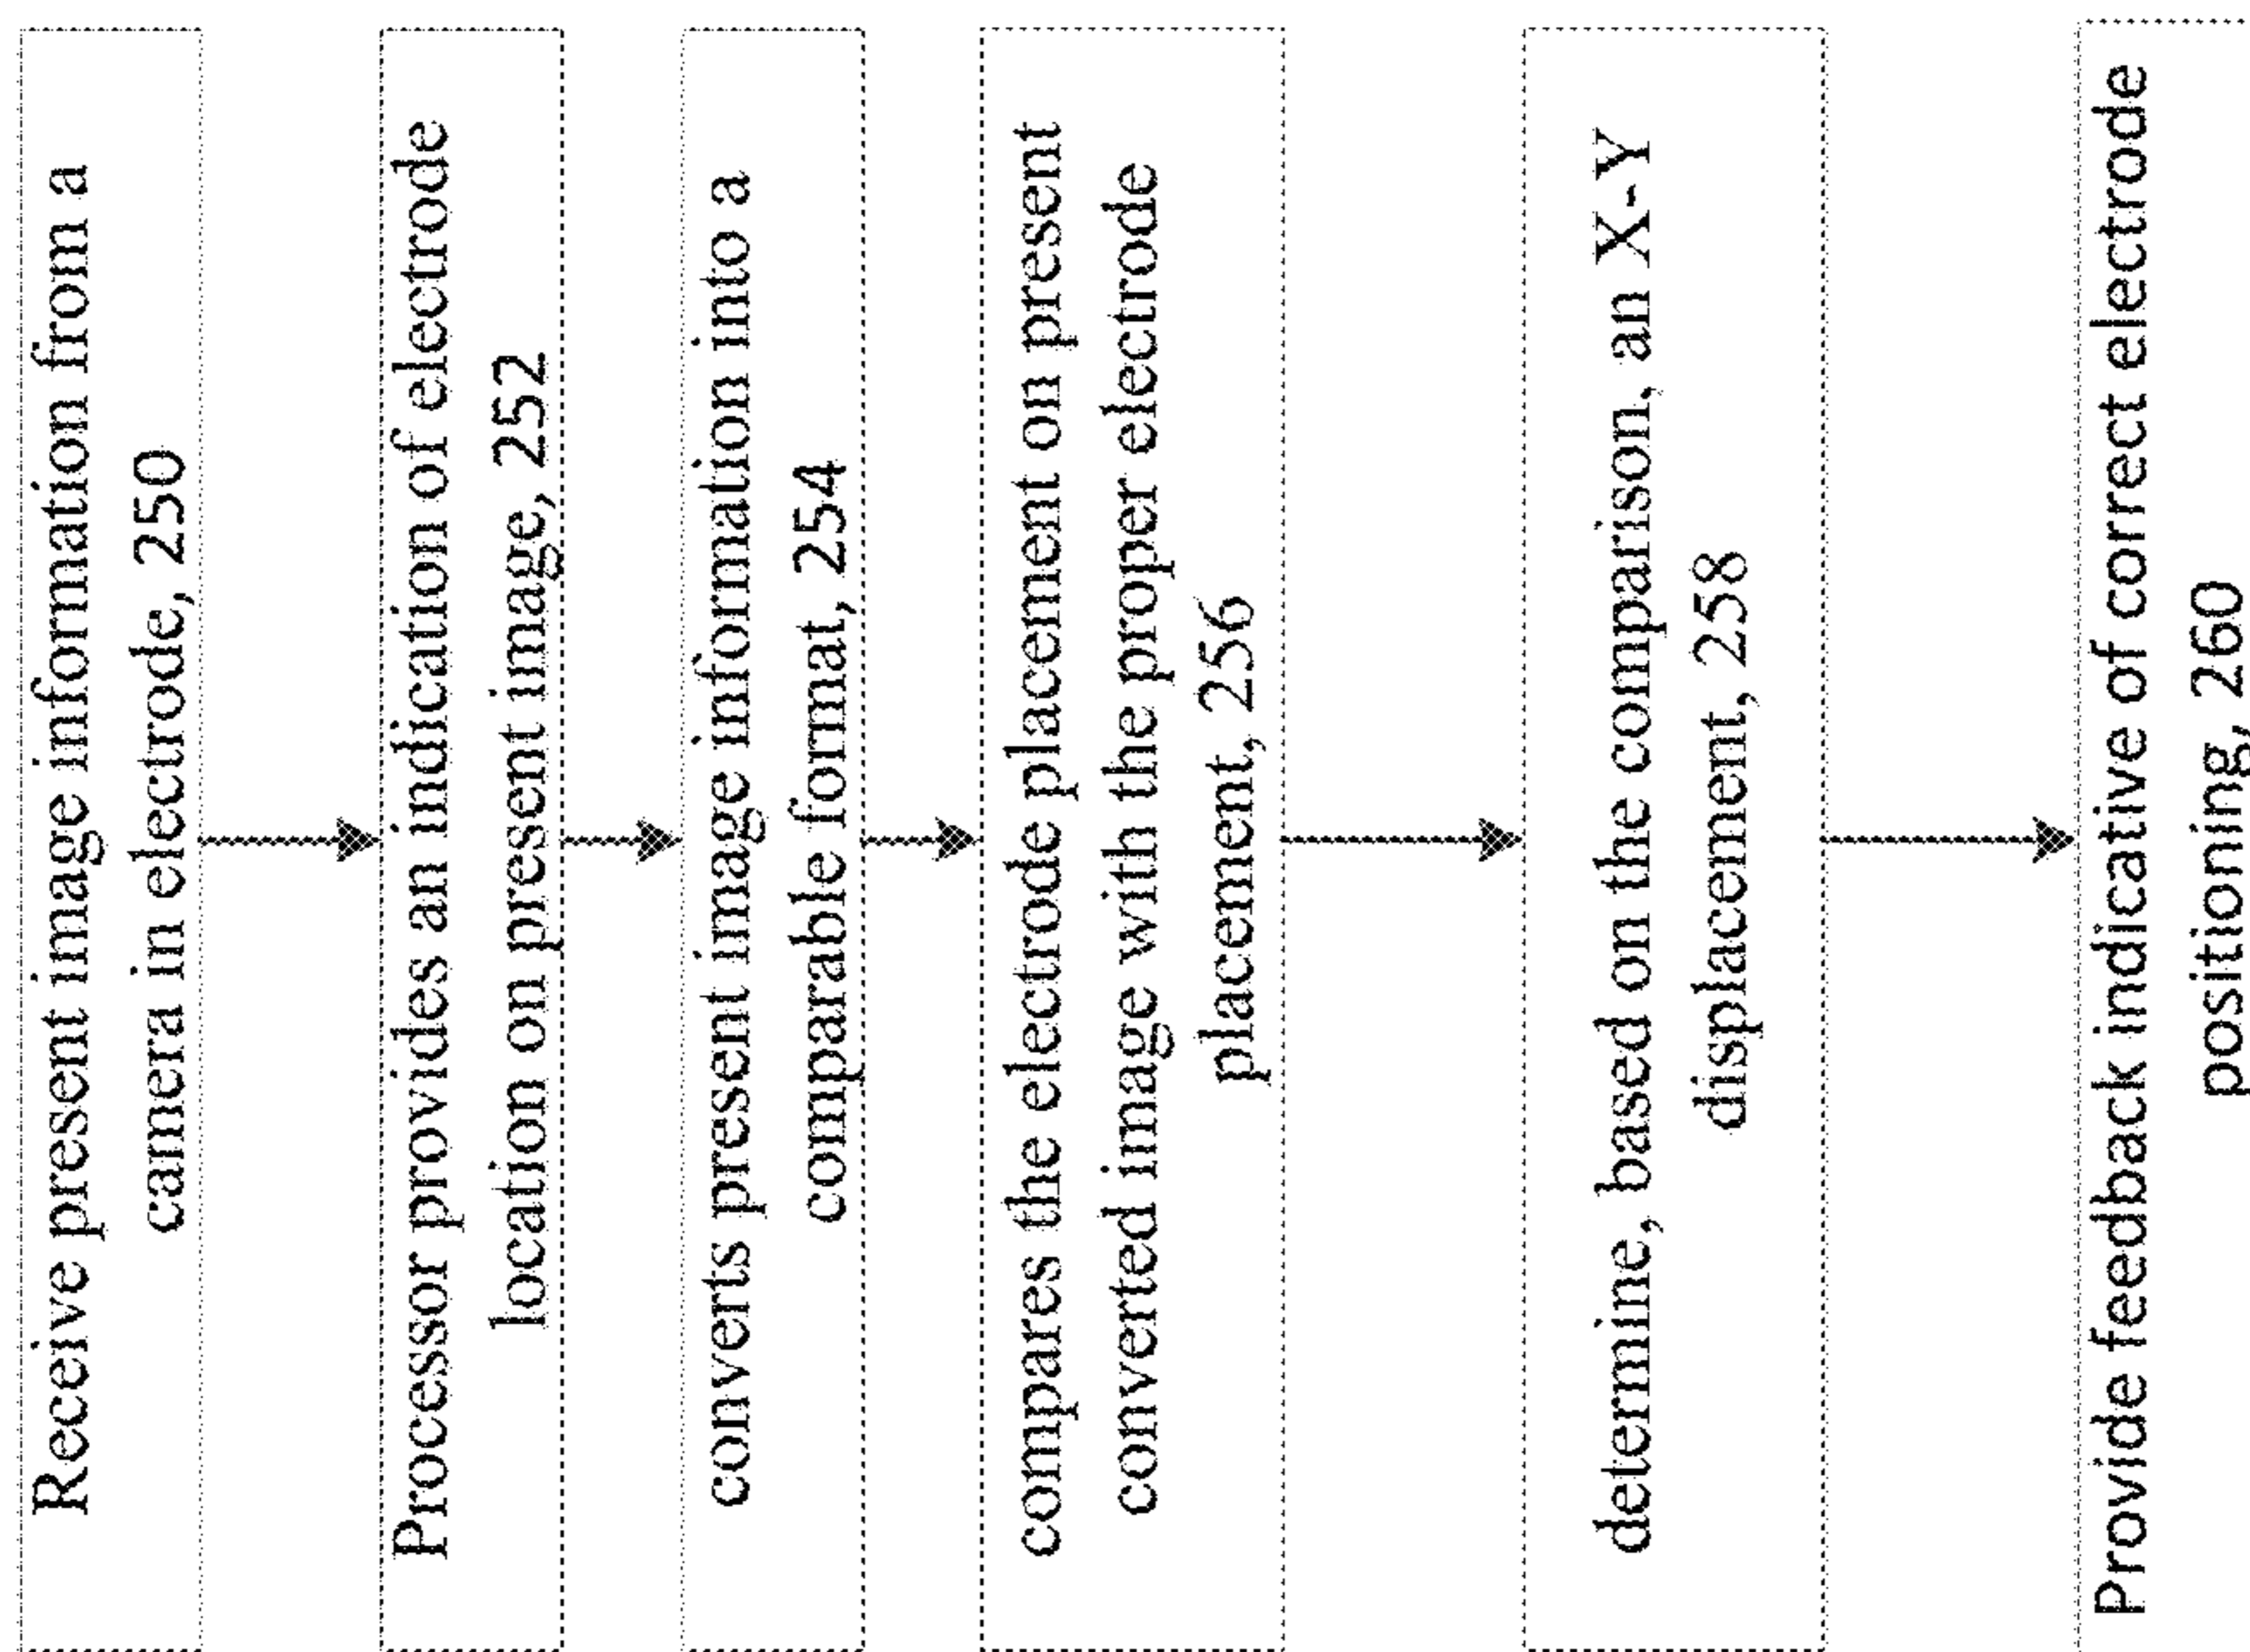 Receive present image information from a
camera in electrode, 250
Processor provides an indication of electrode
location on present image, 252
converts present image information into a
comparable format, 254
compares the electrode placement on present
converted image with the proper electrode
placement, 256
determine, based on the comparison, an X-Y
displacement, 258
Provide feedback indicative of correct electrode
positioning, 260